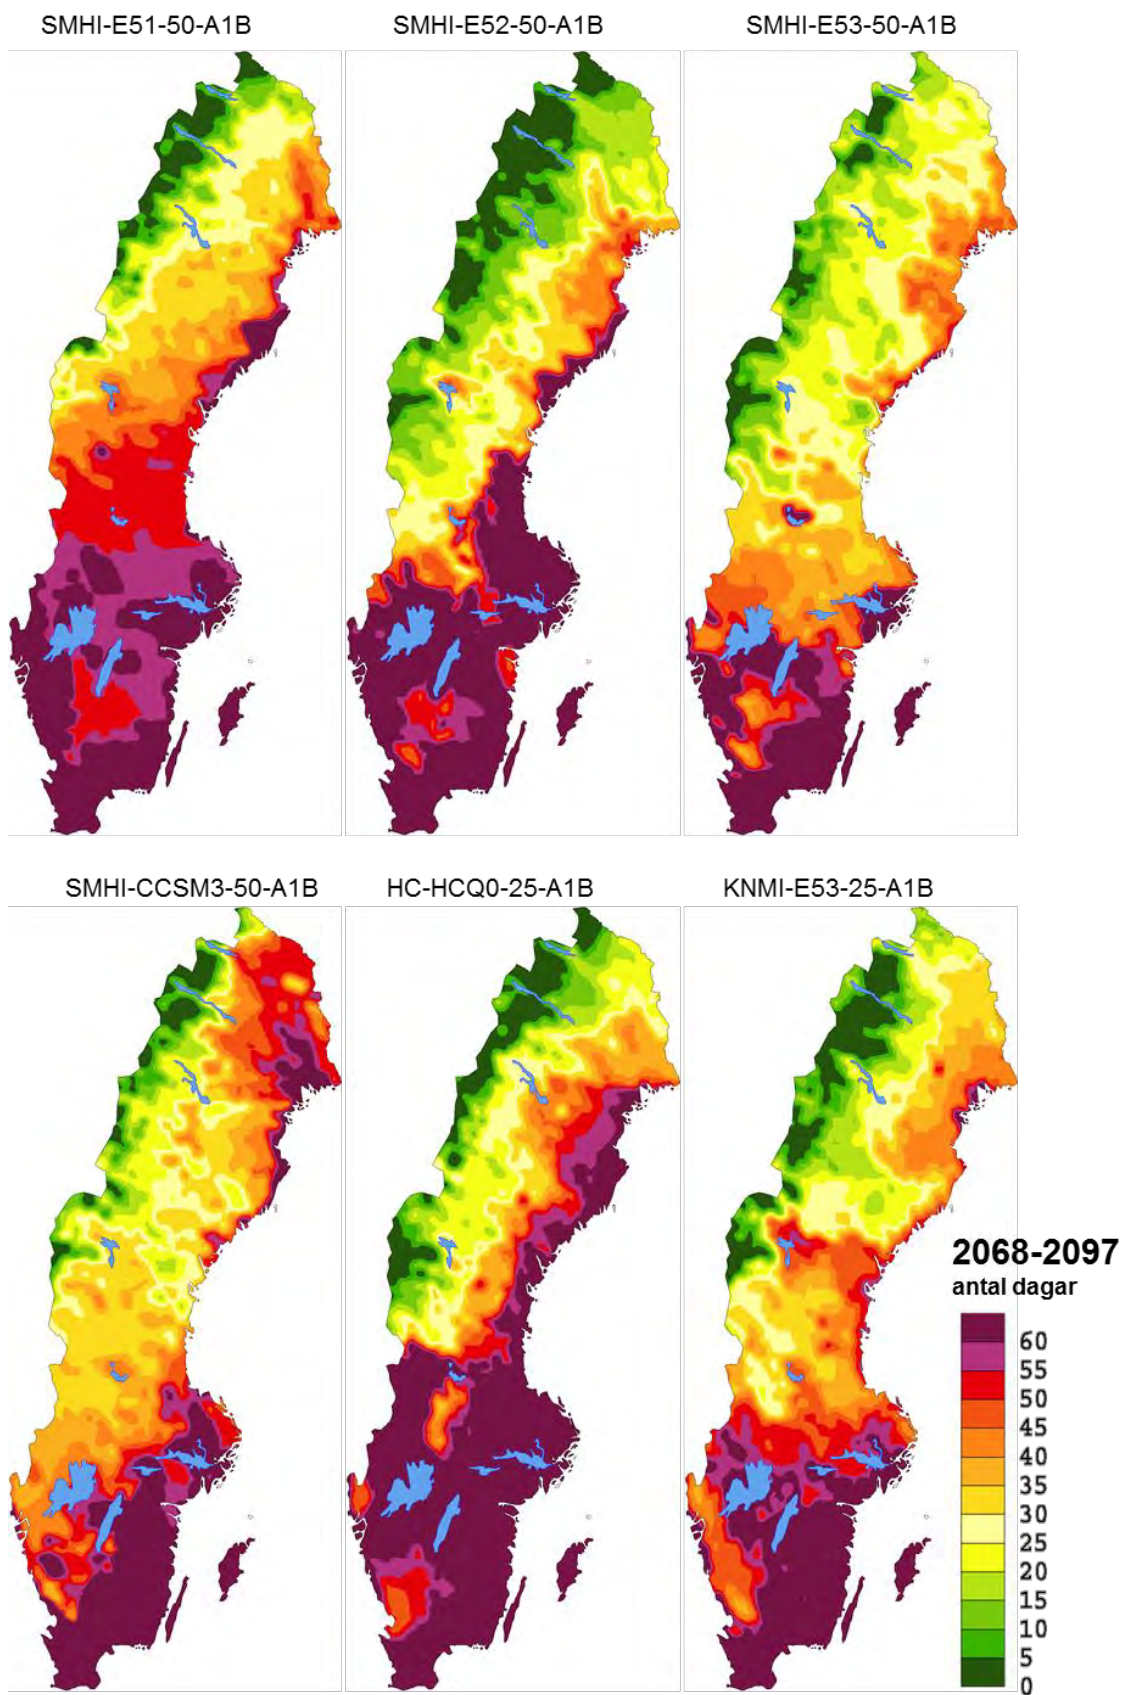 SMHI-E51-50-A1B
SMHI-E52-50-A1B
SMHI-E53-50-A1B
SMHI-CCSM3-50-A1B
HC-HCQ0-25-A1B
KNMI-E53-25-A1B
2068-2097
antal dagar
60
55
50
45
40
35
30
25
20
15
10
5
0